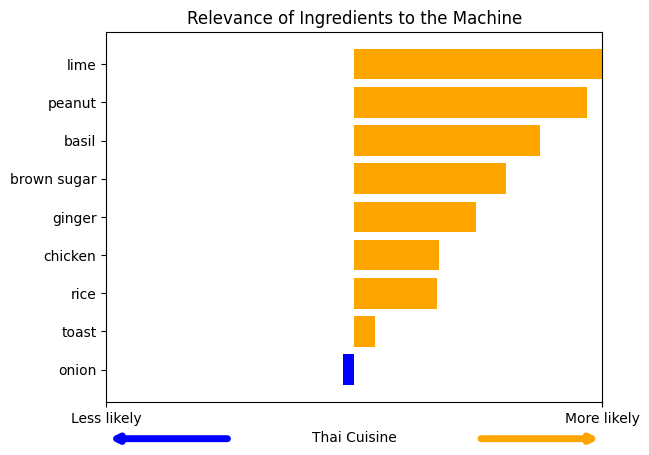 Relevance of Ingredients to the Machine
lime
peanut
basil
brown sugar
ginger
chicken
rice
toast
onion
Less likely
More likely
Thai Cuisine